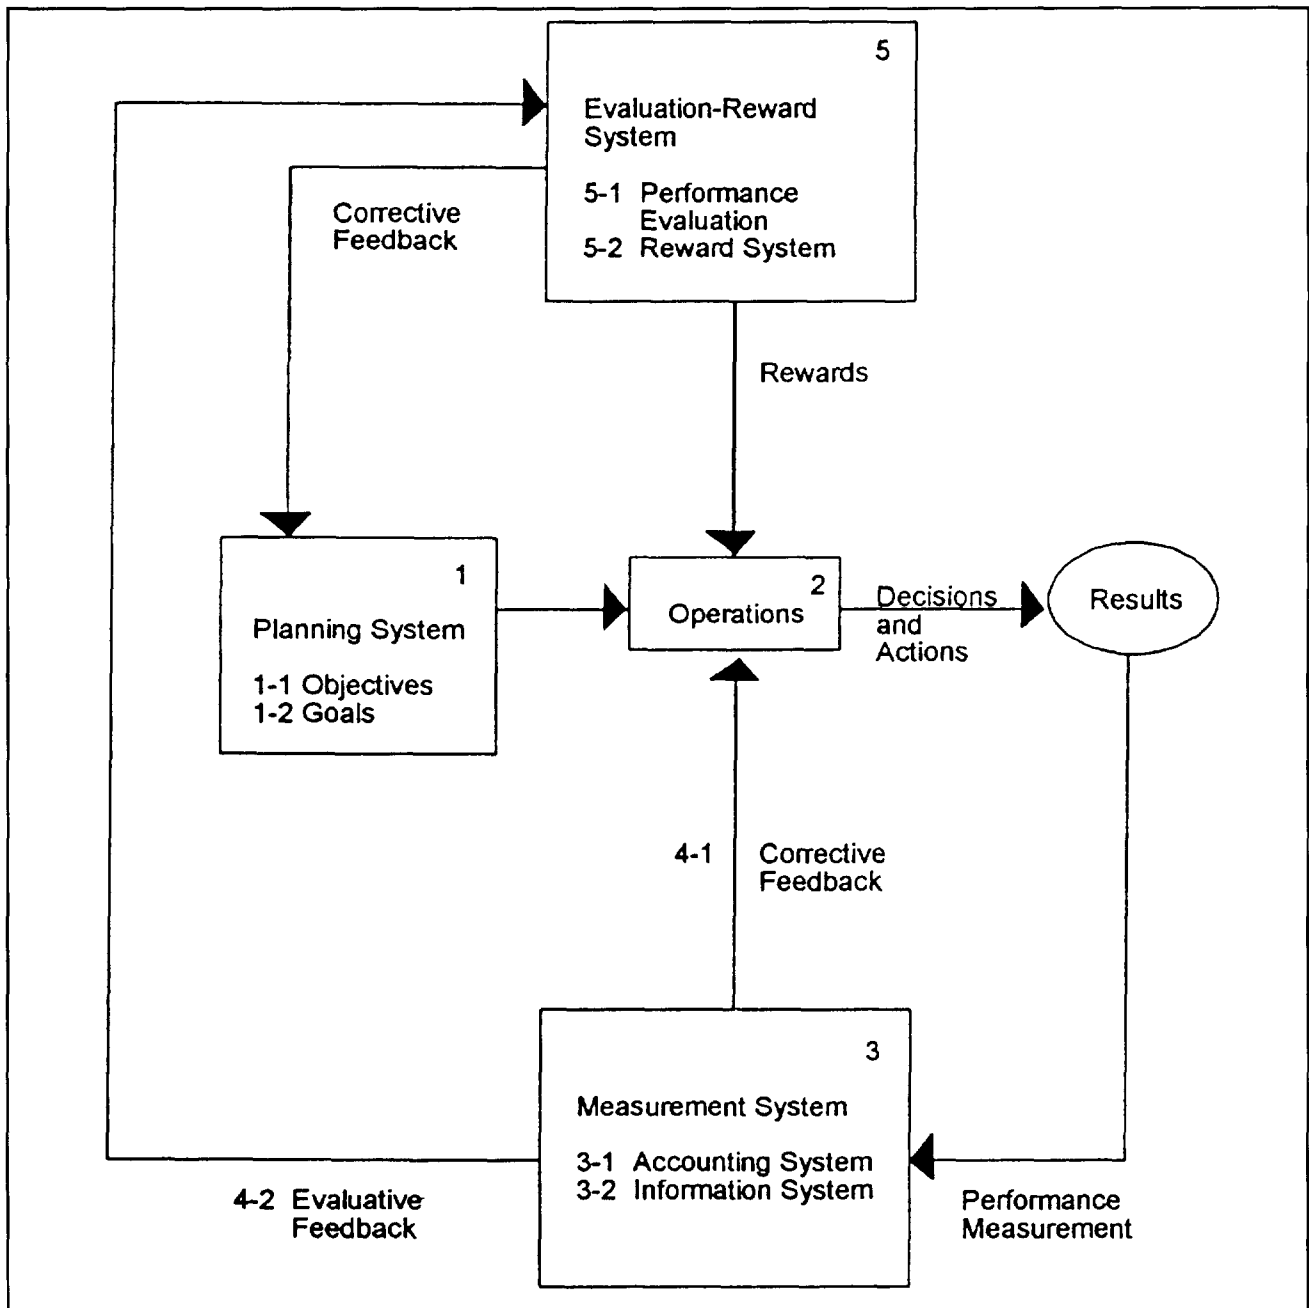 5
Evaluation-Reward
System
5-1 Performance
Evaluation
5-2 Reward System
Corrective
Feedback
Rewards
1
Planning System
1-1 Objectives
1-2 Goals
2
Operations
Decisions
and
Actions
Results
4-1 Corrective
Feedback
3
Measurement System
3-1 Accounting System
3-2 Information System
4-2 Evaluative
Feedback
Performance
Measurement